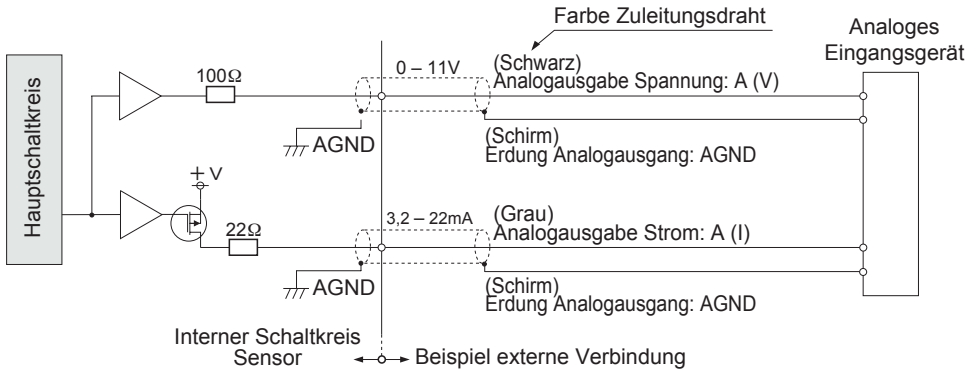 Farbe Zuleitungsdraht
Analoges
Eingangsgerät
Hauptschaltkreis
100Ω
0 – 11V
(Schwarz)
Analogausgabe Spannung: A (V)
AGND
(Schirm)
Erdung Analogausgang: AGND
+ V
22Ω
3,2 – 22mA
(Grau)
Analogausgabe Strom: A (I)
AGND
(Schirm)
Erdung Analogausgang: AGND
Interner Schaltkreis
Sensor
Beispiel externe Verbindung